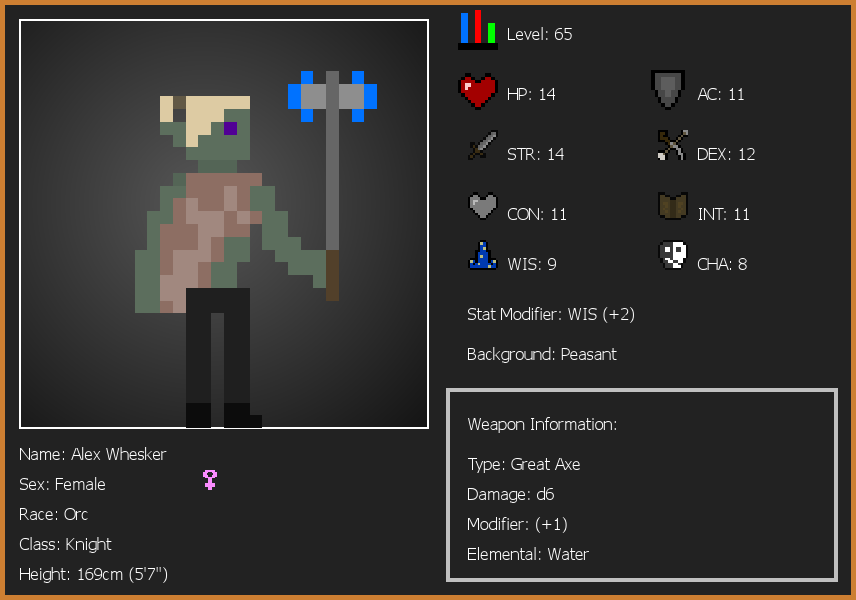 Level: 65
HP: 14
AC: 11
STR: 14
DEX: 12
CON: 11
INT: 11
WIS: 9
CHA: 8
Stat Modifier: WIS (+2)
Background: Peasant
Weapon Information:
Type: Great Axe
Damage: d6
Modifier: (+1)
Elemental: Water
Name: Alex Whesker
Sex: Female
Race: Orc
Class: Knight
Height: 169cm (5'7")